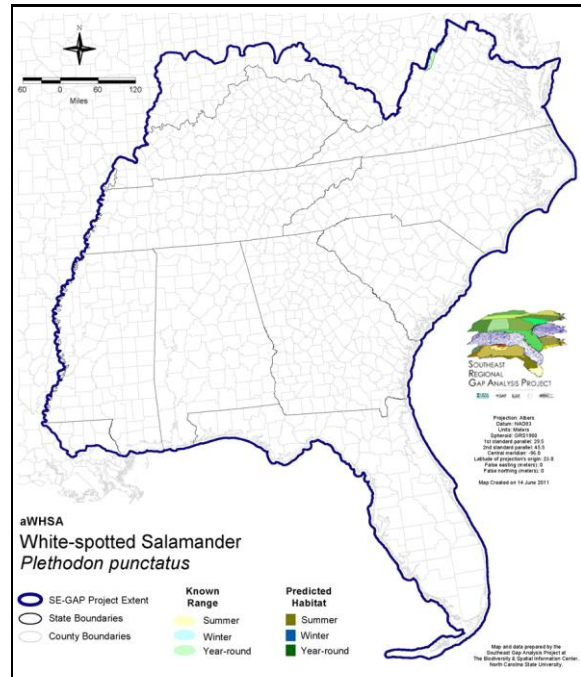 N
60 0 60 120
Miles
SOUTHEAST
REGIONAL
GAP ANALYSIS PROJECT
Projection: Albers
Datum: NAD83
Units: Meters
Spheroid: GRS1980
1st standard parallel: 29.5
2nd standard parallel: 45.5
Central meridian: -96.0
Latitude of projection's origin: 23.0
False easting (meters): 0
False northing (meters): 0
Map Created on 14 June 2011
aWHSA
White-spotted Salamander
Plethodon punctatus
SE-GAP Project Extent
State Boundaries
County Boundaries
Known
Range
Summer
Winter
Year-round
Predicted
Habitat
Summer
Winter
Year-round
Map and data prepared by the
Southeast Gap Analysis Project at
The Biodiversity & Spatial Information Center,
North Carolina State University.